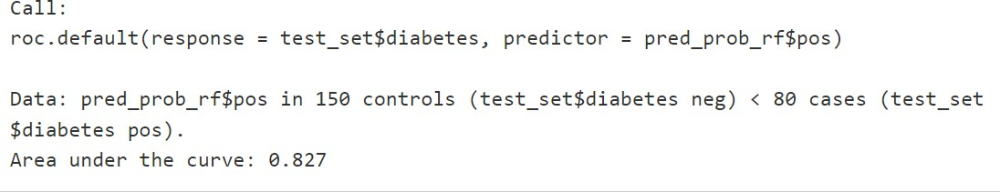 Call:
roc.default(response = test_set$diabetes, predictor = pred_prob_rf$pos)
Data: pred_prob_rf$pos in 150 controls (test_set$diabetes neg) < 80 cases (test_set
$diabetes pos).
Area under the curve: 0.827